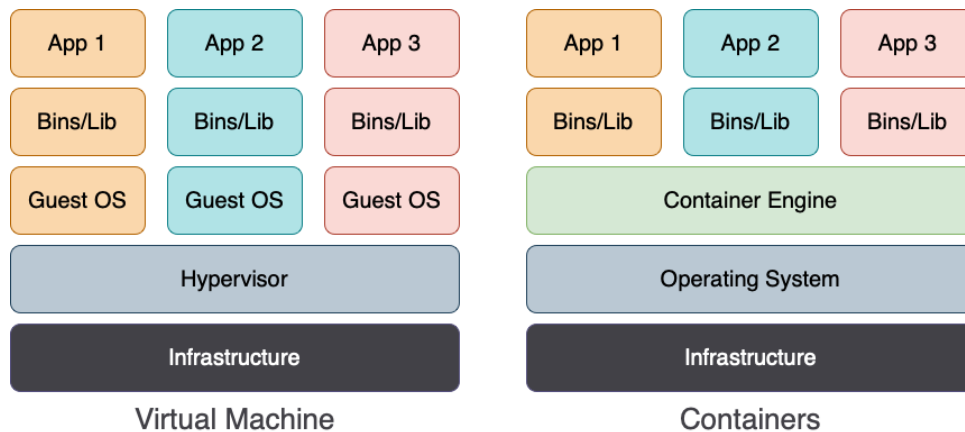 App 1
App 2
App 3
Bins/Lib
Bins/Lib
Bins/Lib
Guest OS
Guest OS
Guest OS
Hypervisor
Infrastructure
Virtual Machine
App 1
App 2
App 3
Bins/Lib
Bins/Lib
Bins/Lib
Container Engine
Operating System
Infrastructure
Containers